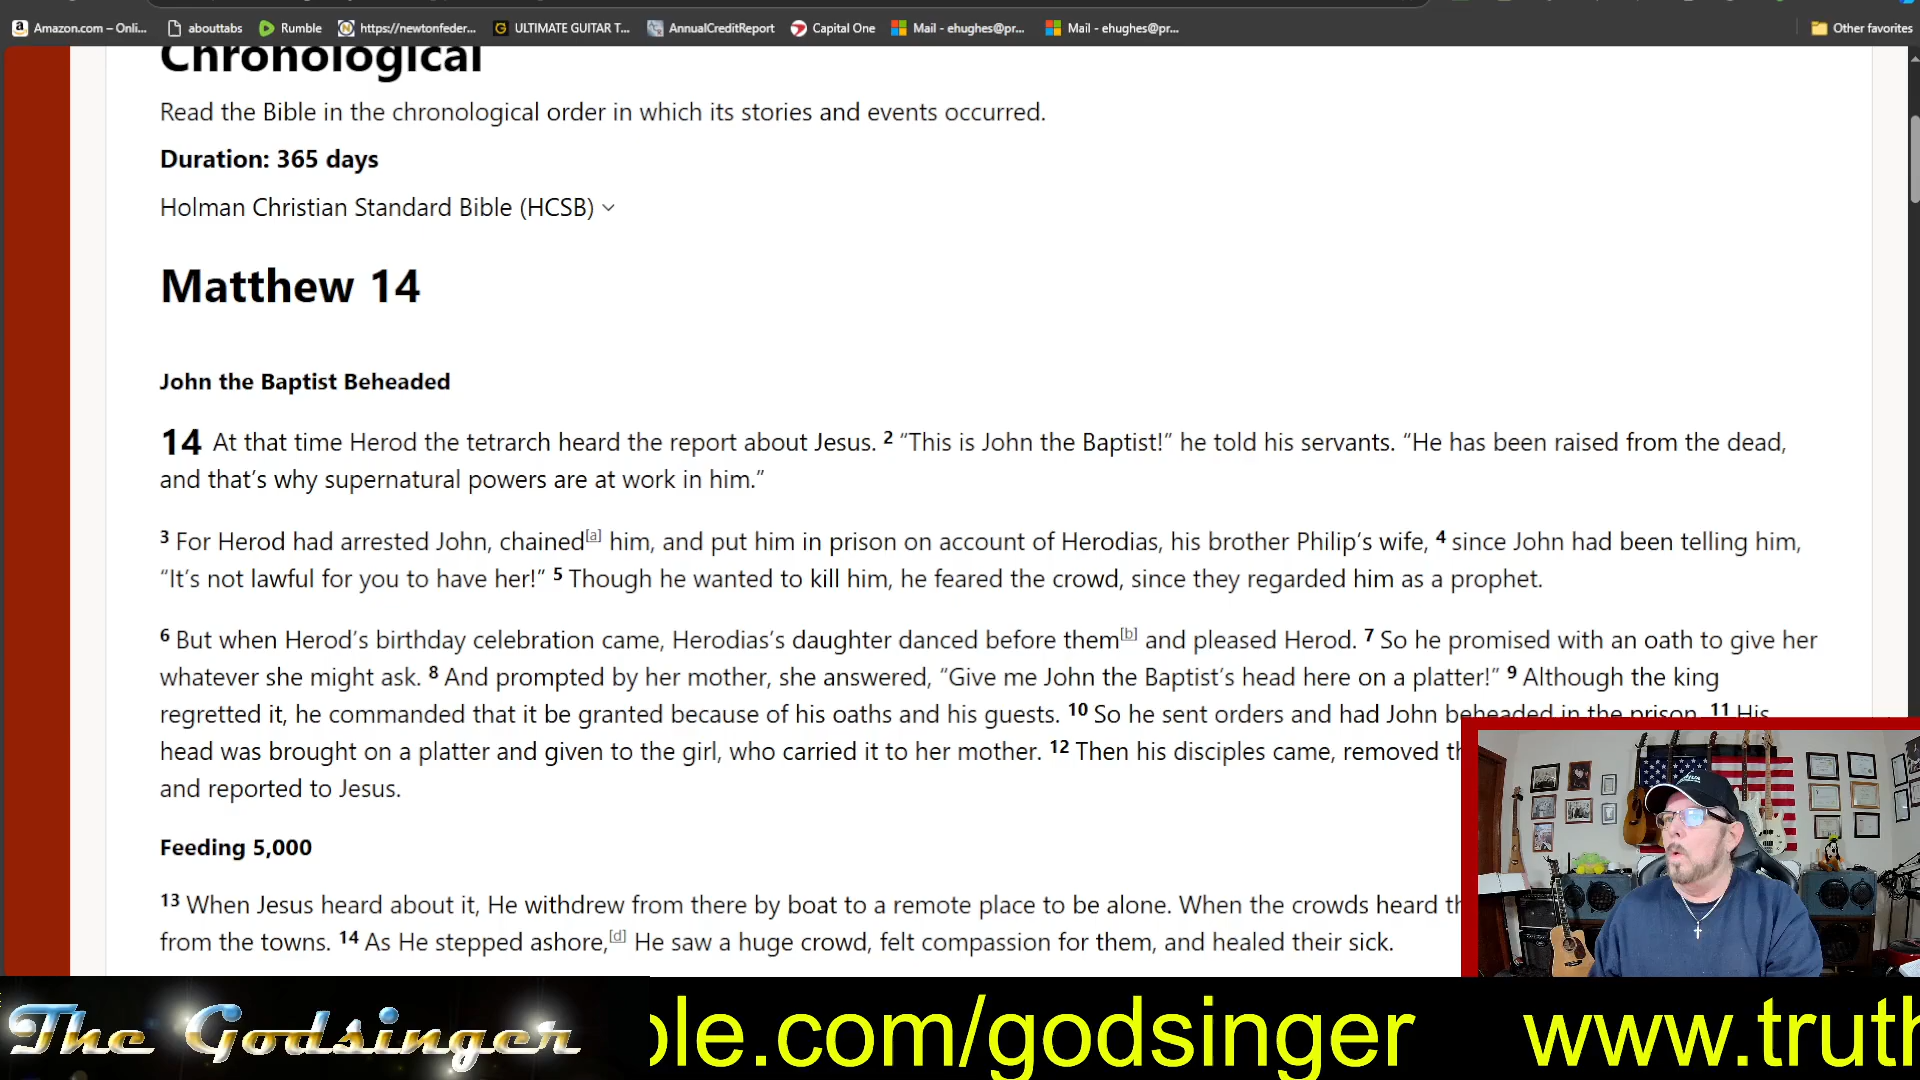 Amazon.com – Onli... abouttabs Rumble https://newtonfeder... ULTIMATE GUITAR T... AnnualCreditReport Capital One Mail - ehughes@pr... Mail - ehughes@pr... Other favorites
Chronological
Read the Bible in the chronological order in which its stories and events occurred.
Duration: 365 days
Holman Christian Standard Bible (HCSB)
Matthew 14
John the Baptist Beheaded
14 At that time Herod the tetrarch heard the report about Jesus. 2 “This is John the Baptist!” he told his servants. “He has been raised from the dead,
and that’s why supernatural powers are at work in him.”
3 For Herod had arrested John, chained[a] him, and put him in prison on account of Herodias, his brother Philip’s wife, 4 since John had been telling him,
“It’s not lawful for you to have her!” 5 Though he wanted to kill him, he feared the crowd, since they regarded him as a prophet.
6 But when Herod’s birthday celebration came, Herodias’s daughter danced before them[b] and pleased Herod. 7 So he promised with an oath to give her
whatever she might ask. 8 And prompted by her mother, she answered, “Give me John the Baptist’s head here on a platter!” 9 Although the king
regretted it, he commanded that it be granted because of his oaths and his guests. 10 So he sent orders and had John beheaded in the prison. 11 His
head was brought on a platter and given to the girl, who carried it to her mother. 12 Then his disciples came, removed
and reported to Jesus.
Feeding 5,000
13 When Jesus heard about it, He withdrew from there by boat to a remote place to be alone. When the crowds heard
from the towns. 14 As He stepped ashore,[d] He saw a huge crowd, felt compassion for them, and healed their sick.
The Godsinger ble.com/godsinger www.truth